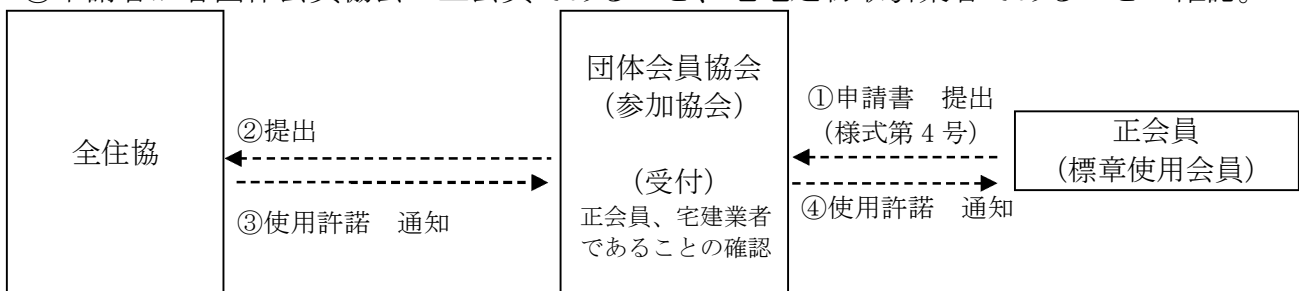 全住協
②提出
③使用許諾　通知
団体会員協会
(参加協会)
(受付)
正会員、宅建業者
であることの確認
①申請書　提出
(様式第４号)
④使用許諾　通知
正会員
(標章使用会員)